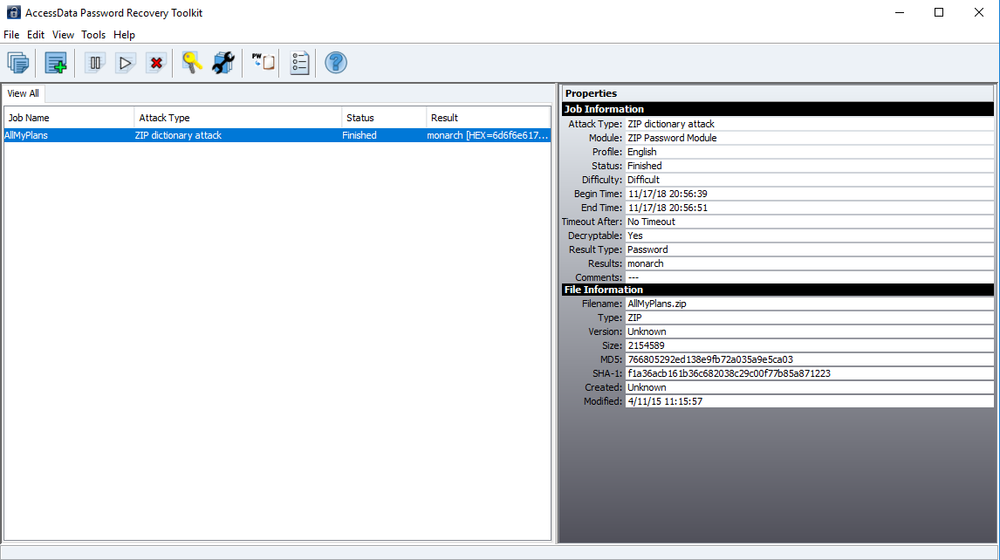 AccessData Password Recovery Toolkit
File Edit View Tools Help
PW
View All
Job Name Attack Type Status Result
AllMyPlans ZIP dictionary attack Finished monarch [HEX=6d6f6e617...
Properties
Job Information
Attack Type: ZIP dictionary attack
Module: ZIP Password Module
Profile: English
Status: Finished
Difficulty: Difficult
Begin Time: 11/17/18 20:56:39
End Time: 11/17/18 20:56:51
Timeout After: No Timeout
Decryptable: Yes
Result Type: Password
Results: monarch
Comments: ---
File Information
Filename: AllMyPlans.zip
Type: ZIP
Version: Unknown
Size: 2154589
MD5: 766805292ed138e9fb72a035a9e5ca03
SHA-1: f1a36acb161b36c682038c29c00f77b85a871223
Created: Unknown
Modified: 4/11/15 11:15:57